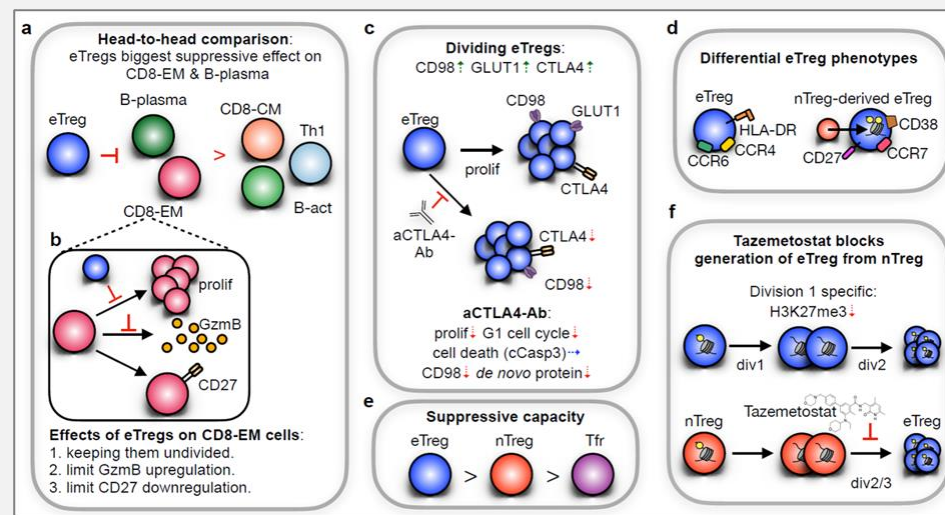 a
Head-to-head comparison:
eTregs biggest suppressive effect on
CD8-EM & B-plasma
eTreg
B-plasma
CD8-CM
Th1
>
CD8-EM
B-act
b
prolif
GzmB
CD27
Effects of eTregs on CD8-EM cells:
1. keeping them undivided.
2. limit GzmB upregulation.
3. limit CD27 downregulation.
c
Dividing eTregs:
CD98↑ GLUT1↑ CTLA4↑
eTreg
CD98
GLUT1
prolif
CTLA4
aCTLA4-
Ab
CTLA4↓
CD98↓
aCTLA4-Ab:
prolif↓ G1 cell cycle↓
cell death (cCasp3)→
CD98↓ de novo protein↓
e
Suppressive capacity
eTreg nTreg Tfr
> >
d
Differential eTreg phenotypes
eTreg
HLA-DR
CCR4
CCR6
nTreg-derived eTreg
CD38
CCR7
CD27
f
Tazemetostat blocks
generation of eTreg from nTreg
Division 1 specific:
H3K27me3↓
div1 div2
Tazemetostat
nTreg
eTreg
div2/3